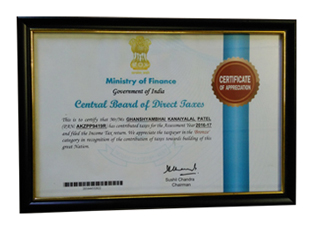 Ministry of Finance
Government of India
Central Board of Direct Taxes
CERTIFICATE
OF APPRECIATION
This is to certify that Mr/Ms GHANSHYAMBHAI KANAIYALAL PATEL
(PAN: has contributed taxes for the Assessment Year 2016-17
and filed the Income Tax return. We appreciate the taxpayer in the 'Bronze'
category in recognition of the contribution of taxes towards building of this
great Nation.
Sushil Chandra
Chairman